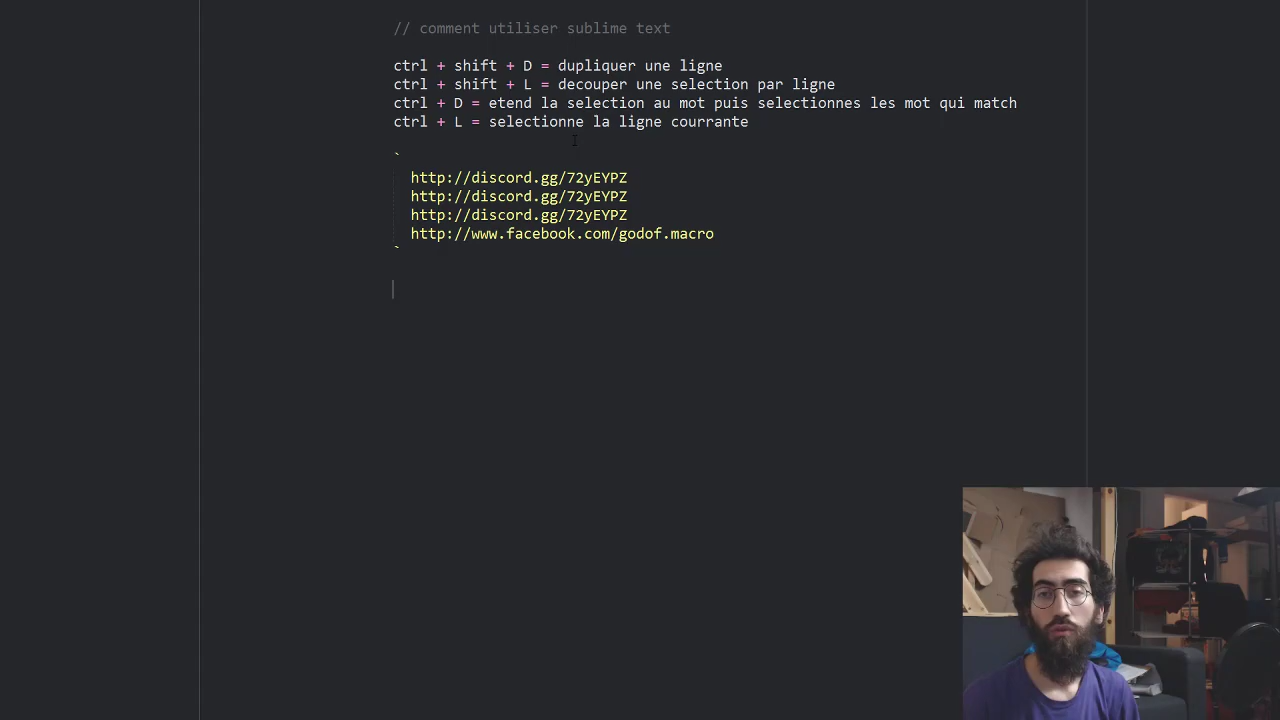 // comment utiliser sublime text
ctrl + shift + D = dupliquer une ligne
ctrl + shift + L = decouper une selection par ligne
ctrl + D = etend la selection au mot puis selectionnes les mot qui match
ctrl + L = selectionne la ligne courrante
`
http://discord.gg/72yEYPZ
http://discord.gg/72yEYPZ
http://discord.gg/72yEYPZ
http://www.facebook.com/godof.macro
`